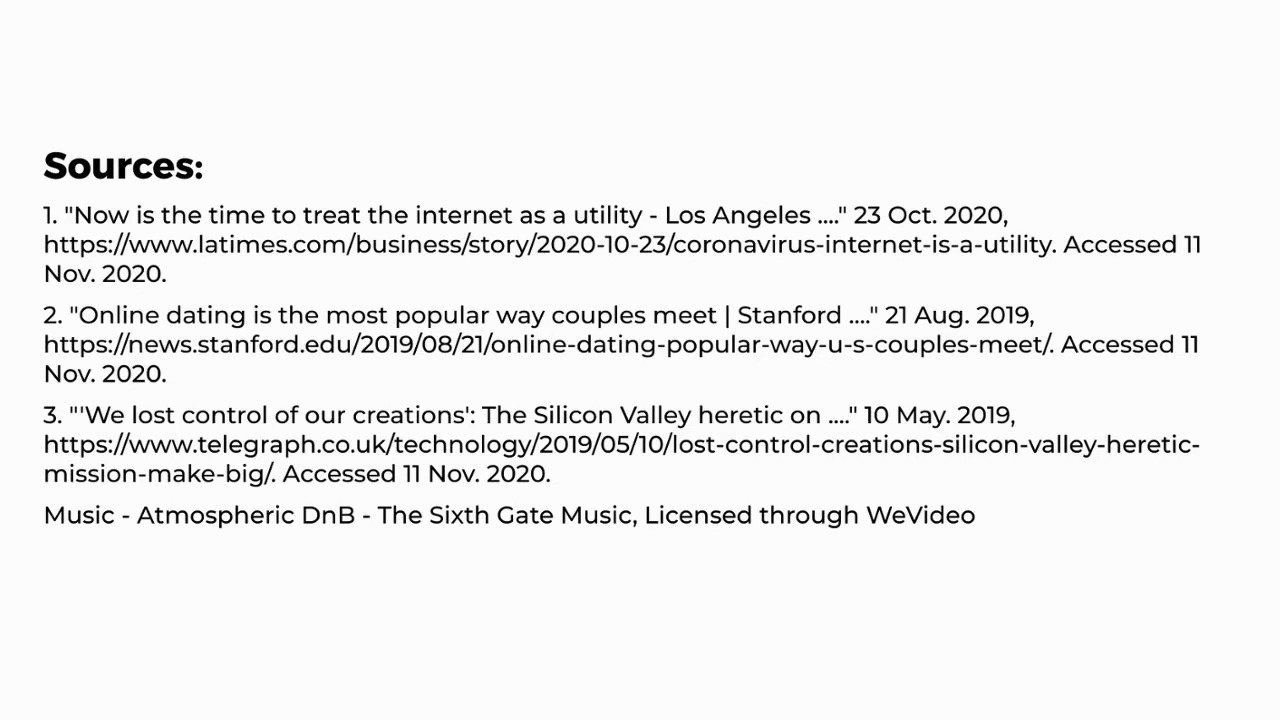 Sources:
1. "Now is the time to treat the internet as a utility - Los Angeles ...." 23 Oct. 2020,
https://www.latimes.com/business/story/2020-10-23/coronavirus-internet-is-a-utility. Accessed 11
Nov. 2020.
2. "Online dating is the most popular way couples meet | Stanford ...." 21 Aug. 2019,
https://news.stanford.edu/2019/08/21/online-dating-popular-way-u-s-couples-meet/. Accessed 11
Nov. 2020.
3. "'We lost control of our creations': The Silicon Valley heretic on ...." 10 May. 2019,
https://www.telegraph.co.uk/technology/2019/05/10/lost-control-creations-silicon-valley-heretic-
mission-make-big/. Accessed 11 Nov. 2020.
Music - Atmospheric DnB - The Sixth Gate Music, Licensed through WeVideo